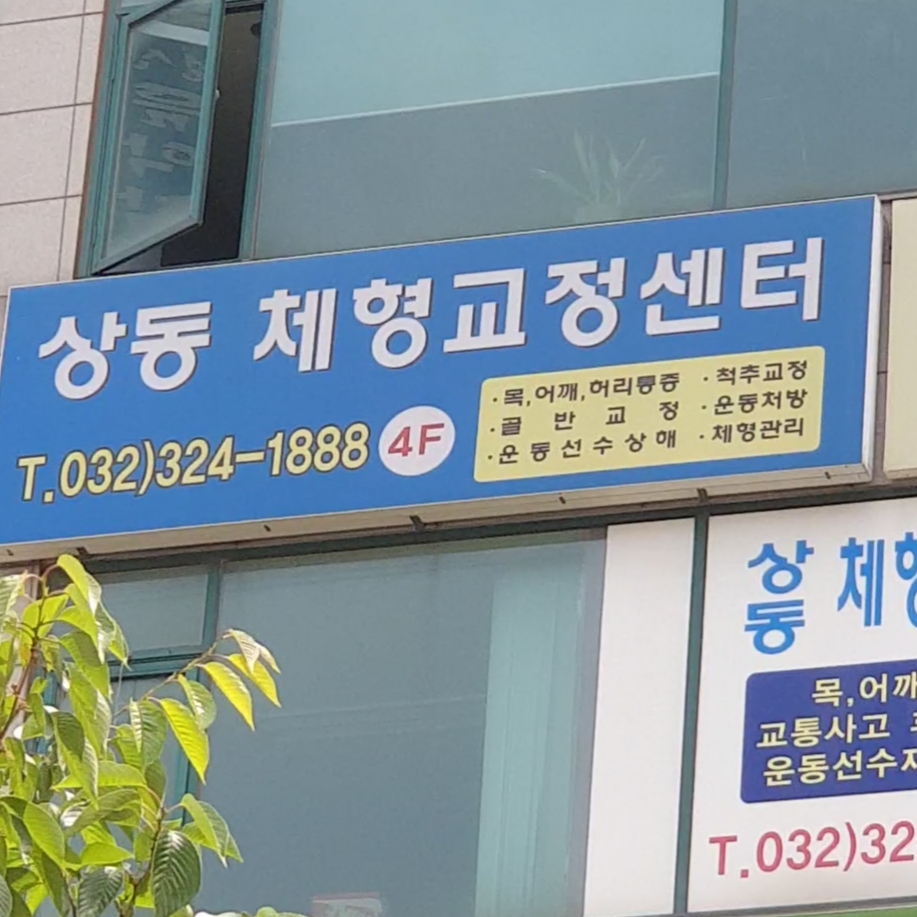 상동 체형교정센터
T.032)324-1888 4F
·목,어깨,허리통증 ·척추교정
·골반교정 ·운동처방
·운동선수상해 ·체형관리
상동 체형
목,어깨
교통사고
운동선수
T.032)32